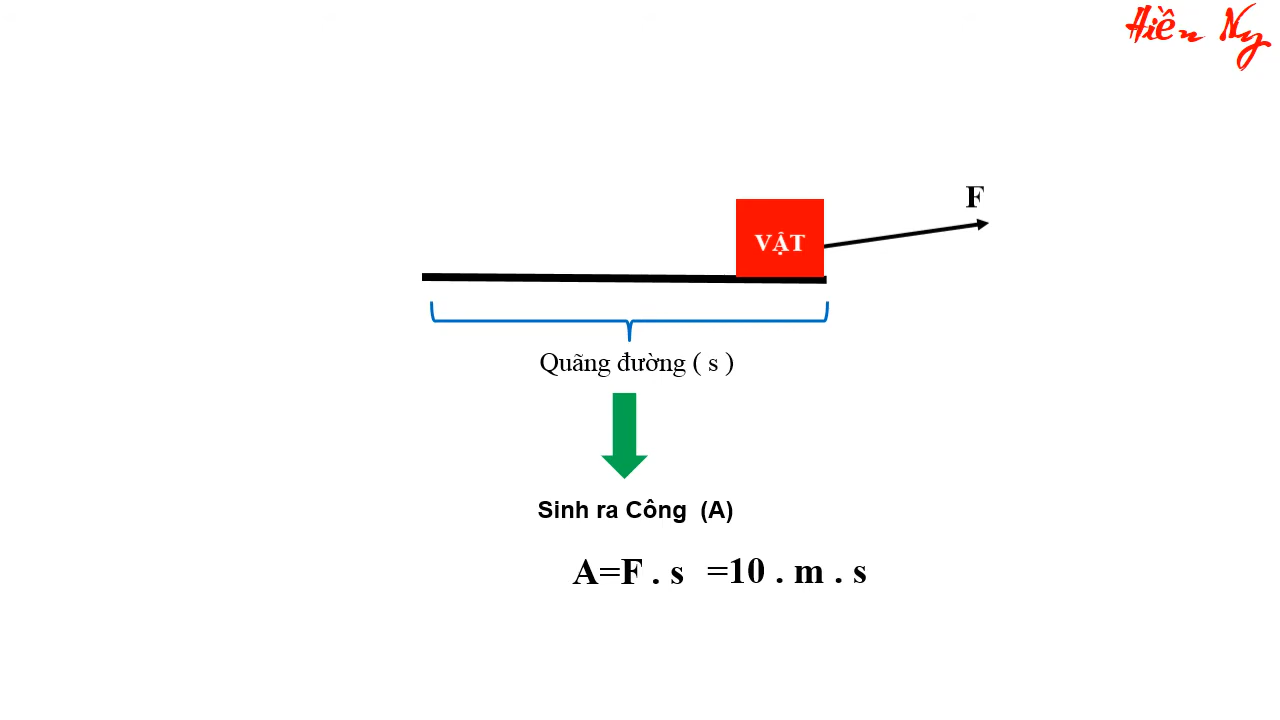 Hiền Ny
F
VẬT
Quãng đường ( s )
Sinh ra Công (A)
A=F . s =10 . m . s